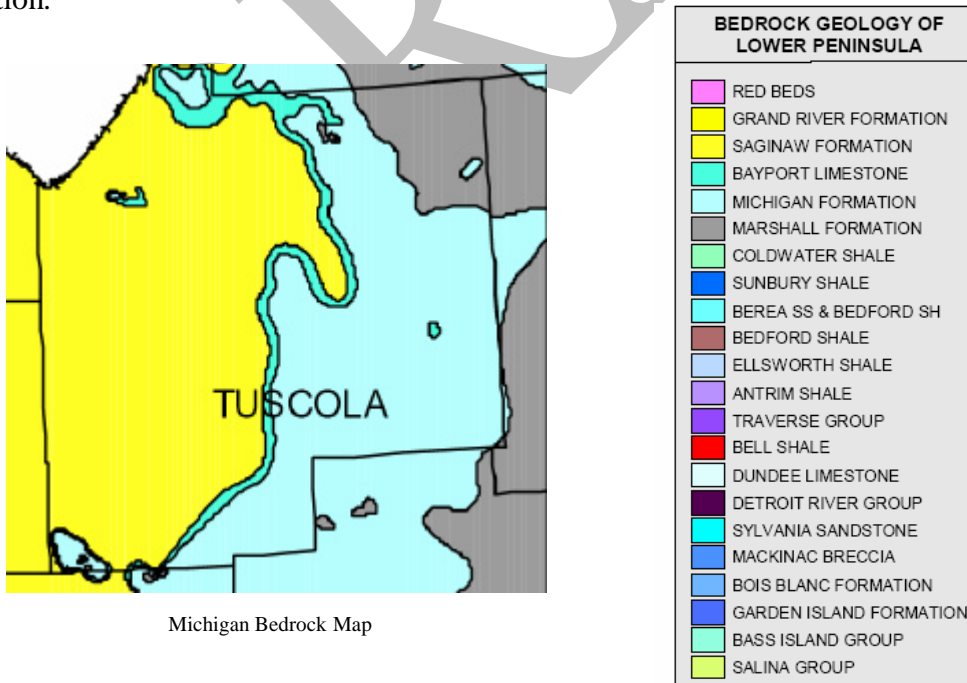 tion.
TUSCOLA
Michigan Bedrock Map
BEDROCK GEOLOGY OF
LOWER PENINSULA
RED BEDS
GRAND RIVER FORMATION
SAGINAW FORMATION
BAYPORT LIMESTONE
MICHIGAN FORMATION
MARSHALL FORMATION
COLDWATER SHALE
SUNBURY SHALE
BEREA SS & BEDFORD SH
BEDFORD SHALE
ELLSWORTH SHALE
ANTRIM SHALE
TRAVERSE GROUP
BELL SHALE
DUNDEE LIMESTONE
DETROIT RIVER GROUP
SYLVANIA SANDSTONE
MACKINAC BRECCIA
BOIS BLANC FORMATION
GARDEN ISLAND FORMATION
BASS ISLAND GROUP
SALINA GROUP